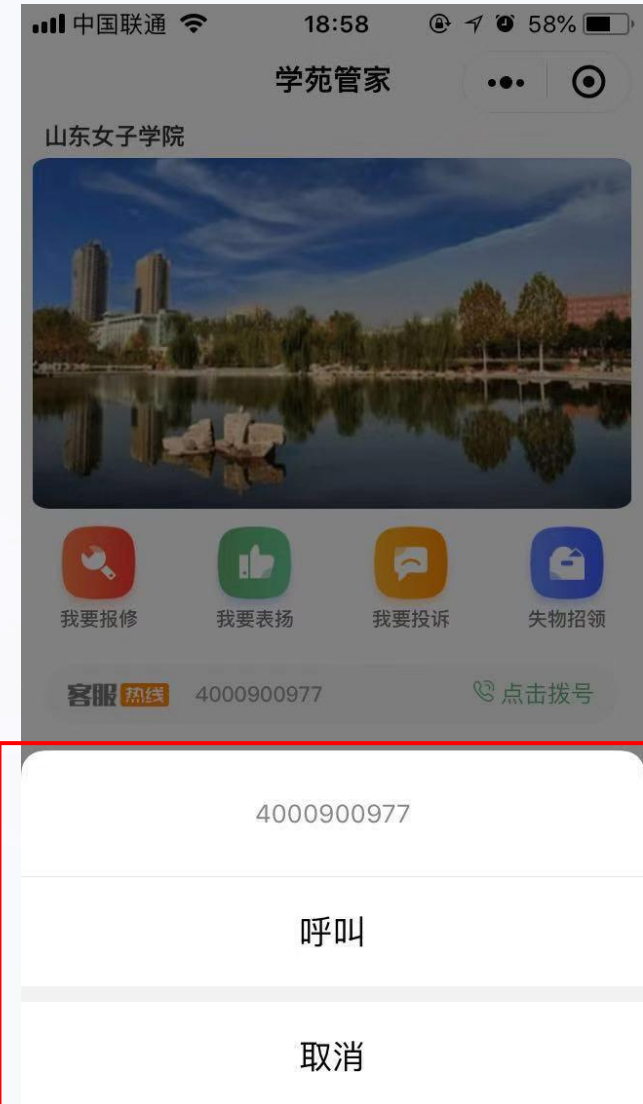 中国联通 18:58 58%
学苑管家
山东女子学院
我要报修 我要表扬 我要投诉 失物招领
客服 热线 4000900977 点击拨号
4000900977
呼叫
取消